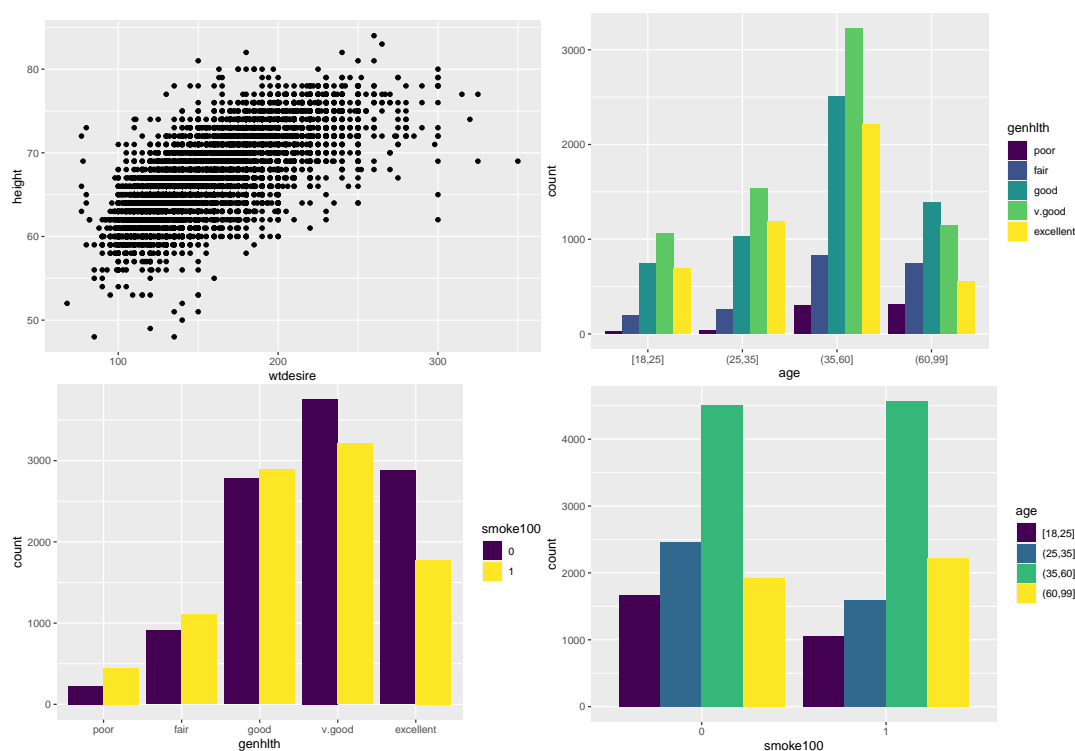 height
80
70
60
50
100 200 300
wtdesire
count
3000
2000
1000
0
[18,25] (25,35] (35,60] (60,99]
age
genhlth
poor
fair
good
v.good
excellent
count
3000
2000
1000
0
poor fair good v.good excellent
genhlth
smoke100
0
1
count
4000
3000
2000
1000
0
0 1
smoke100
age
[18,25]
(25,35]
(35,60]
(60,99]